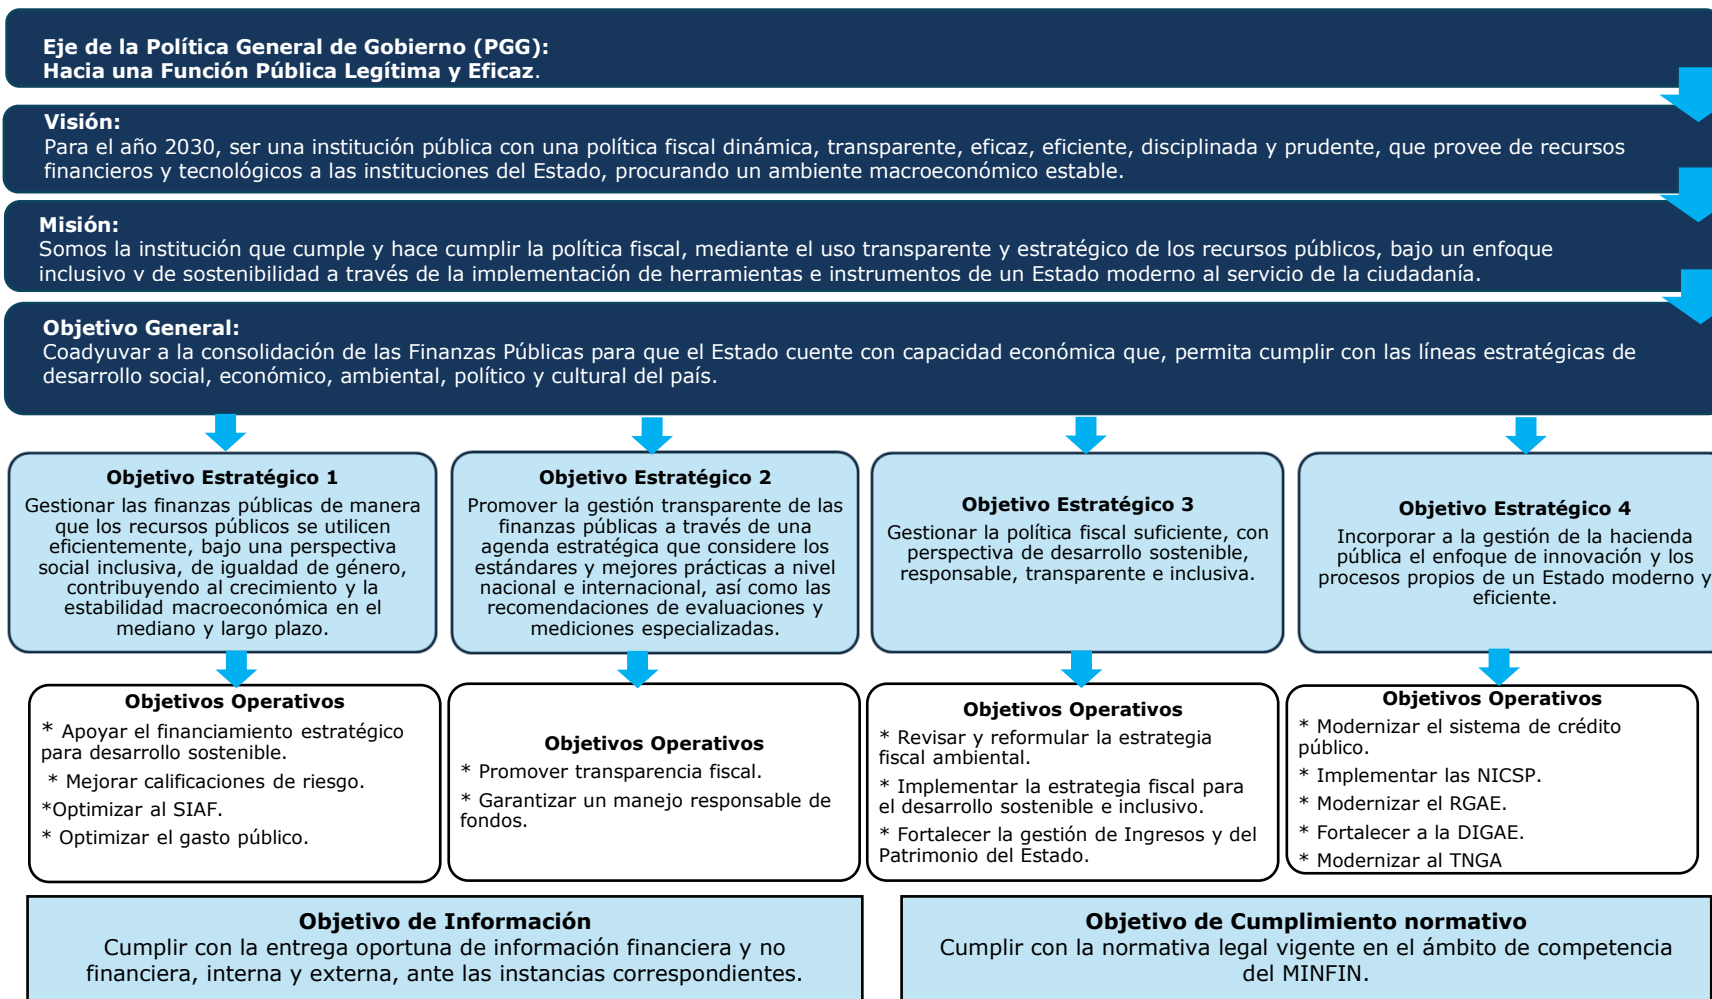 Eje de la Política General de Gobierno (PGG):
Hacia una Función Pública Legítima y Eficaz.
Visión:
Para el año 2030, ser una institución pública con una política fiscal dinámica, transparente, eficaz, eficiente, disciplinada y prudente, que provee de recursos
financieros y tecnológicos a las instituciones del Estado, procurando un ambiente macroeconómico estable.
Misión:
Somos la institución que cumple y hace cumplir la política fiscal, mediante el uso transparente y estratégico de los recursos públicos, bajo un enfoque
inclusivo y de sostenibilidad a través de la implementación de herramientas e instrumentos de un Estado moderno al servicio de la ciudadanía.
Objetivo General:
Coadyuvar a la consolidación de las Finanzas Públicas para que el Estado cuente con capacidad económica que, permita cumplir con las líneas estratégicas de
desarrollo social, económico, ambiental, político y cultural del país.
Objetivo Estratégico 1
Gestionar las finanzas públicas de manera
que los recursos públicos se utilicen
eficientemente, bajo una perspectiva
social inclusiva, de igualdad de género,
contribuyendo al crecimiento y la
estabilidad macroeconómica en el
mediano y largo plazo.
Objetivo Estratégico 2
Promover la gestión transparente de las
finanzas públicas a través de una
agenda estratégica que considere los
estándares y mejores prácticas a nivel
nacional e internacional, así como las
recomendaciones de evaluaciones y
mediciones especializadas.
Objetivo Estratégico 3
Gestionar la política fiscal suficiente, con
perspectiva de desarrollo sostenible,
responsable, transparente e inclusiva.
Objetivo Estratégico 4
Incorporar a la gestión de la hacienda
pública el enfoque de innovación y los
procesos propios de un Estado moderno y
eficiente.
Objetivos Operativos
* Apoyar el financiamiento estratégico
para desarrollo sostenible.
* Mejorar calificaciones de riesgo.
*Optimizar al SIAF.
* Optimizar el gasto público.
Objetivos Operativos
* Promover transparencia fiscal.
* Garantizar un manejo responsable de
fondos.
Objetivos Operativos
* Revisar y reformular la estrategia
fiscal ambiental.
* Implementar la estrategia fiscal para
el desarrollo sostenible e inclusivo.
* Fortalecer la gestión de Ingresos y del
Patrimonio del Estado.
Objetivos Operativos
* Modernizar el sistema de crédito
público.
* Implementar las NICSP.
* Modernizar el RGAE.
* Fortalecer a la DIGAE.
* Modernizar al TNGA
Objetivo de Información
Cumplir con la entrega oportuna de información financiera y no
financiera, interna y externa, ante las instancias correspondientes.
Objetivo de Cumplimiento normativo
Cumplir con la normativa legal vigente en el ámbito de competencia
del MINFIN.